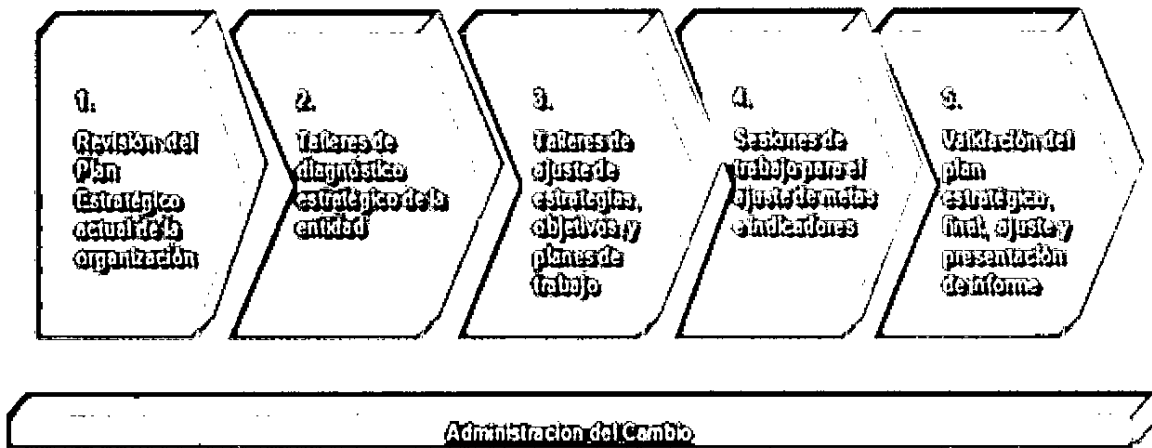 1.
Revisión del
Plan
Estratégico
actual de la
organización
2.
Talleres de
diagnóstico
estratégico de la
entidad
3.
Talleres de
ajuste de
estrategias,
objetivos, y
planes de
trabajo
4.
Sesiones de
trabajo para el
ajuste de metas
e indicadores
5.
Validación del
plan
estratégico,
final, ajuste y
presentación
de informe
Administracion del Cambio